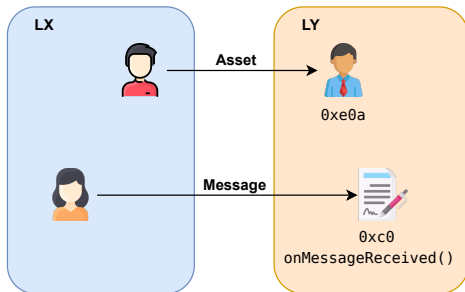 LX
LY
Asset
0xe0a
Message
0xc0
onMessageReceived()